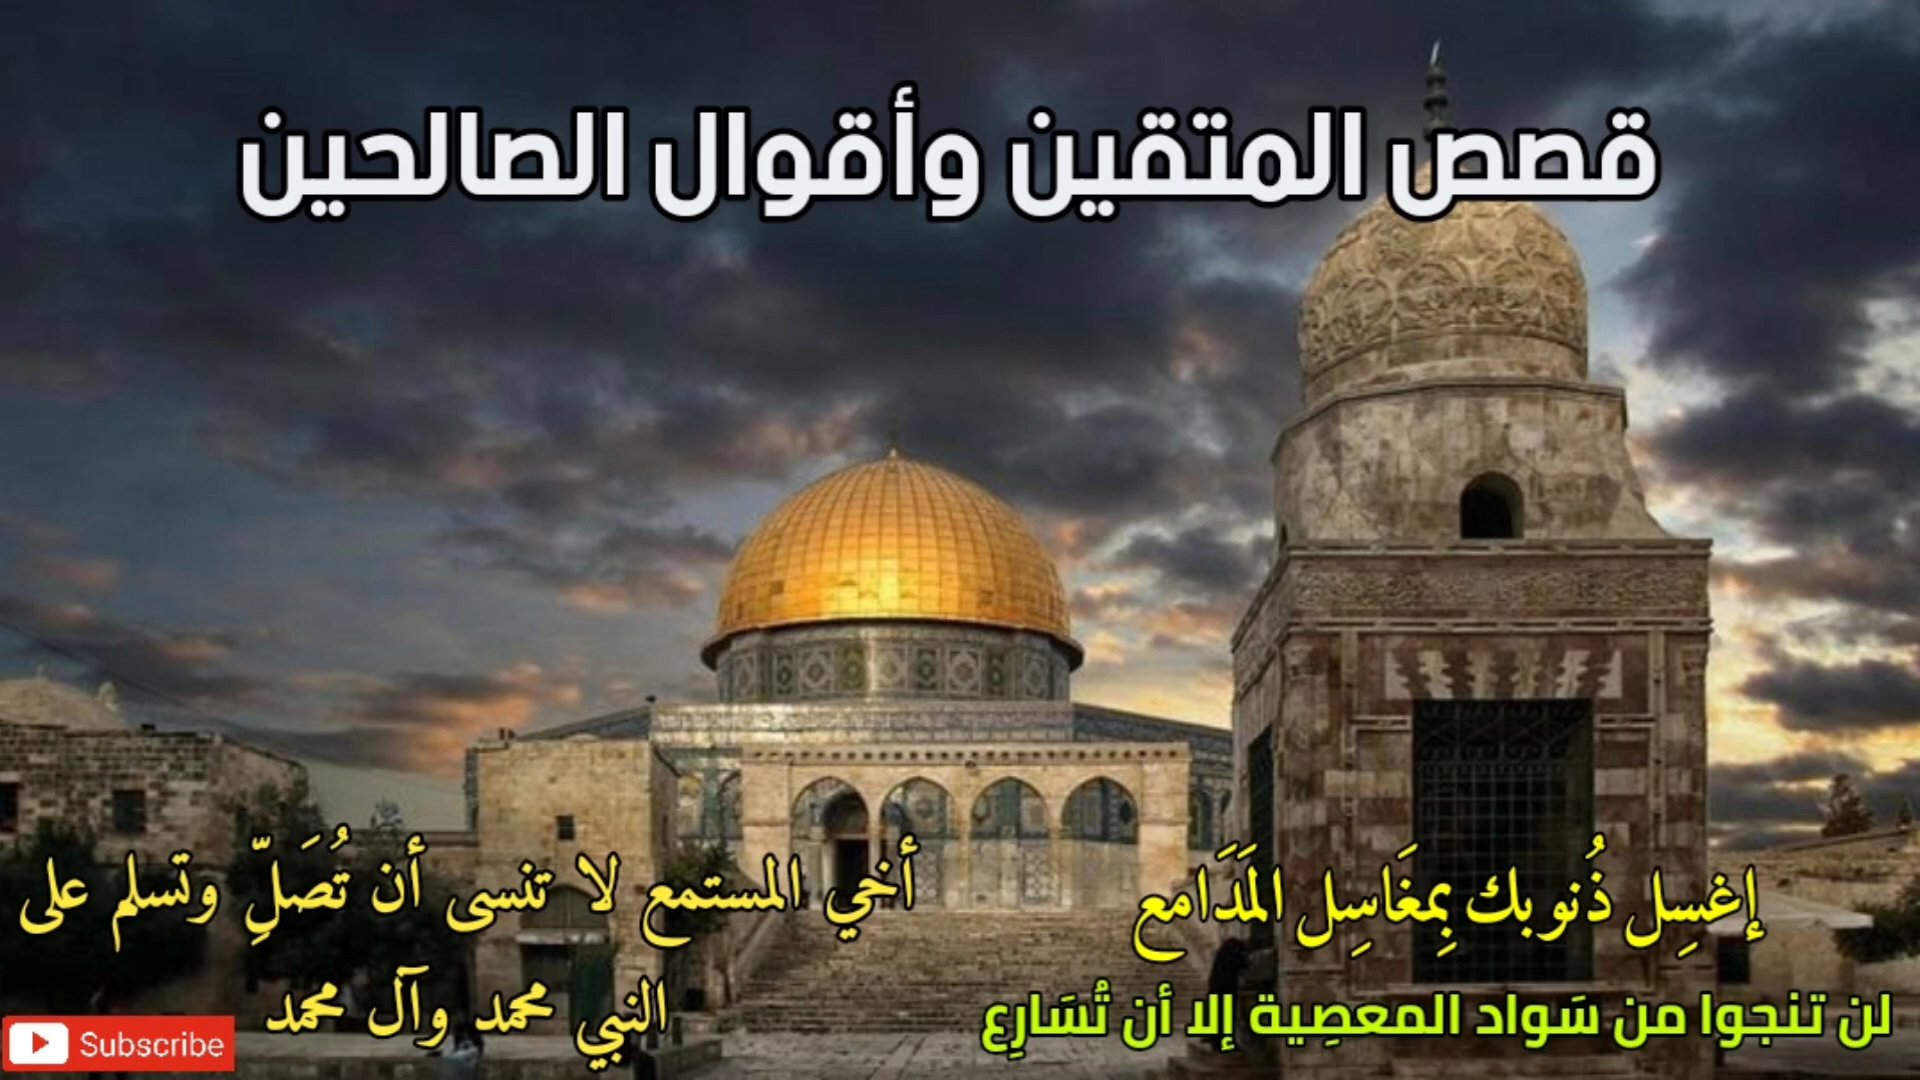 قصص المتقين وأقوال الصالحين
إغسِل ذُنوبك بِمغَاسِل المَدَامع
لن تنجوا من سَواد المعصِية إلا أن تُسَارِع
أخي المستمع لا تنسى أن تُصَلِّ وتسلم على
النبي محمد وآل محمد
Subscribe